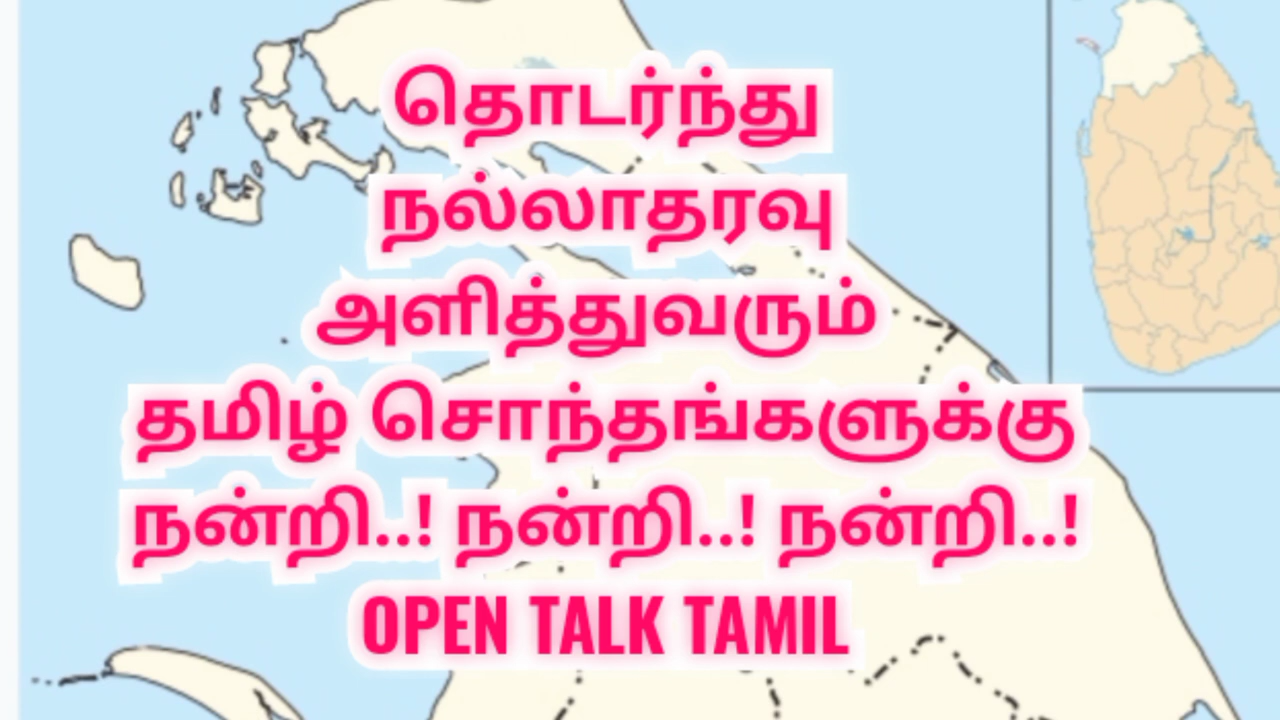 தொடர்ந்து
நல்லாதரவு
அளித்துவரும்
தமிழ் சொந்தங்களுக்கு
நன்றி..! நன்றி..! நன்றி..!
OPEN TALK TAMIL